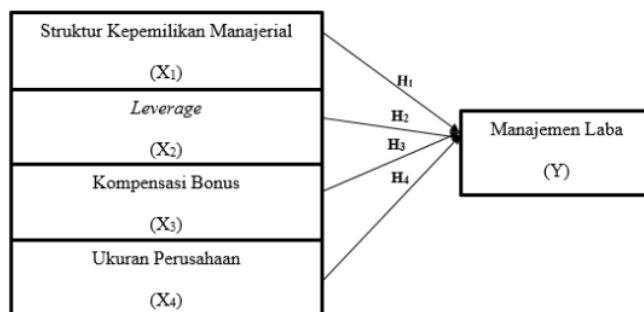 Struktur Kepemilikan Manajerial
(X₁)
Leverage
(X₂)
Kompensasi Bonus
(X₃)
Ukuran Perusahaan
(X₄)
H₁
H₂
H₃
H₄
Manajemen Laba
(Y)